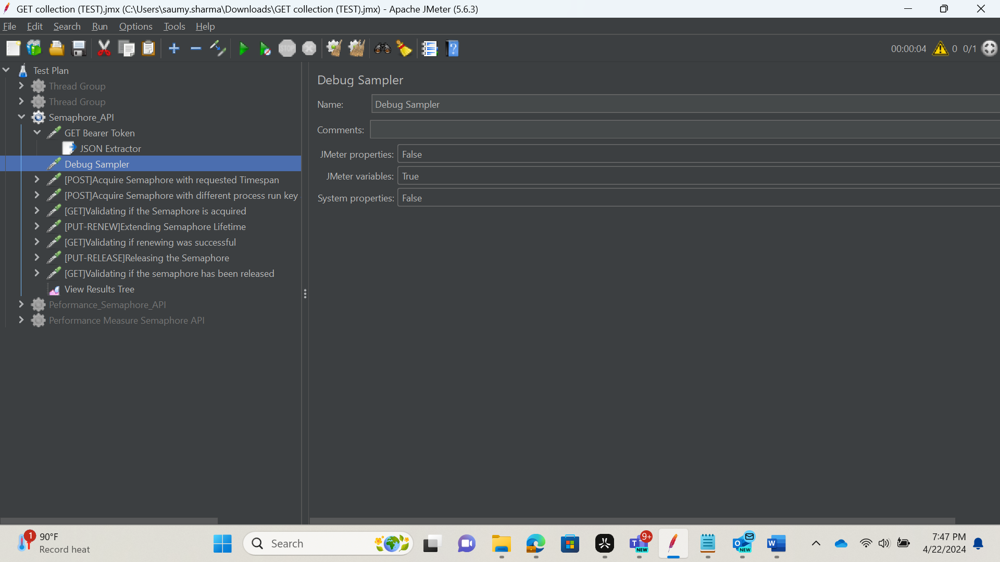 GET collection (TEST).jmx (C:\Users\saumy.sharma\Downloads\GET collection (TEST).jmx) - Apache JMeter (5.6.3)
File Edit Search Run Options Tools Help
STOP
?
00:00:04 0 0/1
Test Plan
Thread Group
Thread Group
Semaphore_API
GET Bearer Token
JSON Extractor
Debug Sampler
[POST]Acquire Semaphore with requested Timespan
[POST]Acquire Semaphore with different process run key
[GET]Validating if the Semaphore is acquired
[PUT-RENEW]Extending Semaphore Lifetime
[GET]Validating if renewing was successful
[PUT-RELEASE]Releasing the Semaphore
[GET]Validating if the semaphore has been released
View Results Tree
Peformance_Semaphore_API
Performance Measure Semaphore API
Debug Sampler
Name: Debug Sampler
Comments:
JMeter properties: False
JMeter variables: True
System properties: False
1
90°F
Record heat
Search
T
9+
NEW
NEW
W
7:47 PM
4/22/2024